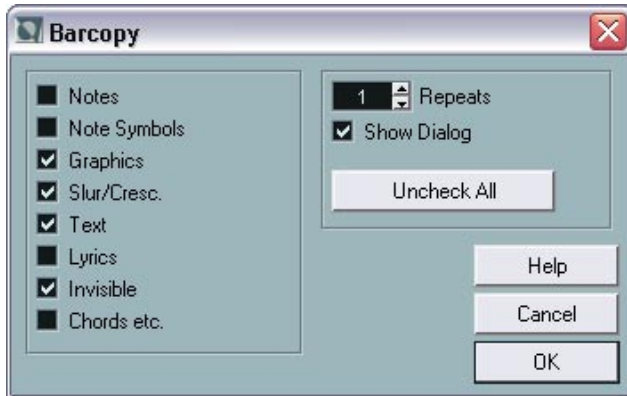 Barcopy
Notes
Note Symbols
Graphics
Slur/Cresc.
Text
Lyrics
Invisible
Chords etc.
1 Repeats
Show Dialog
Uncheck All
Help
Cancel
OK